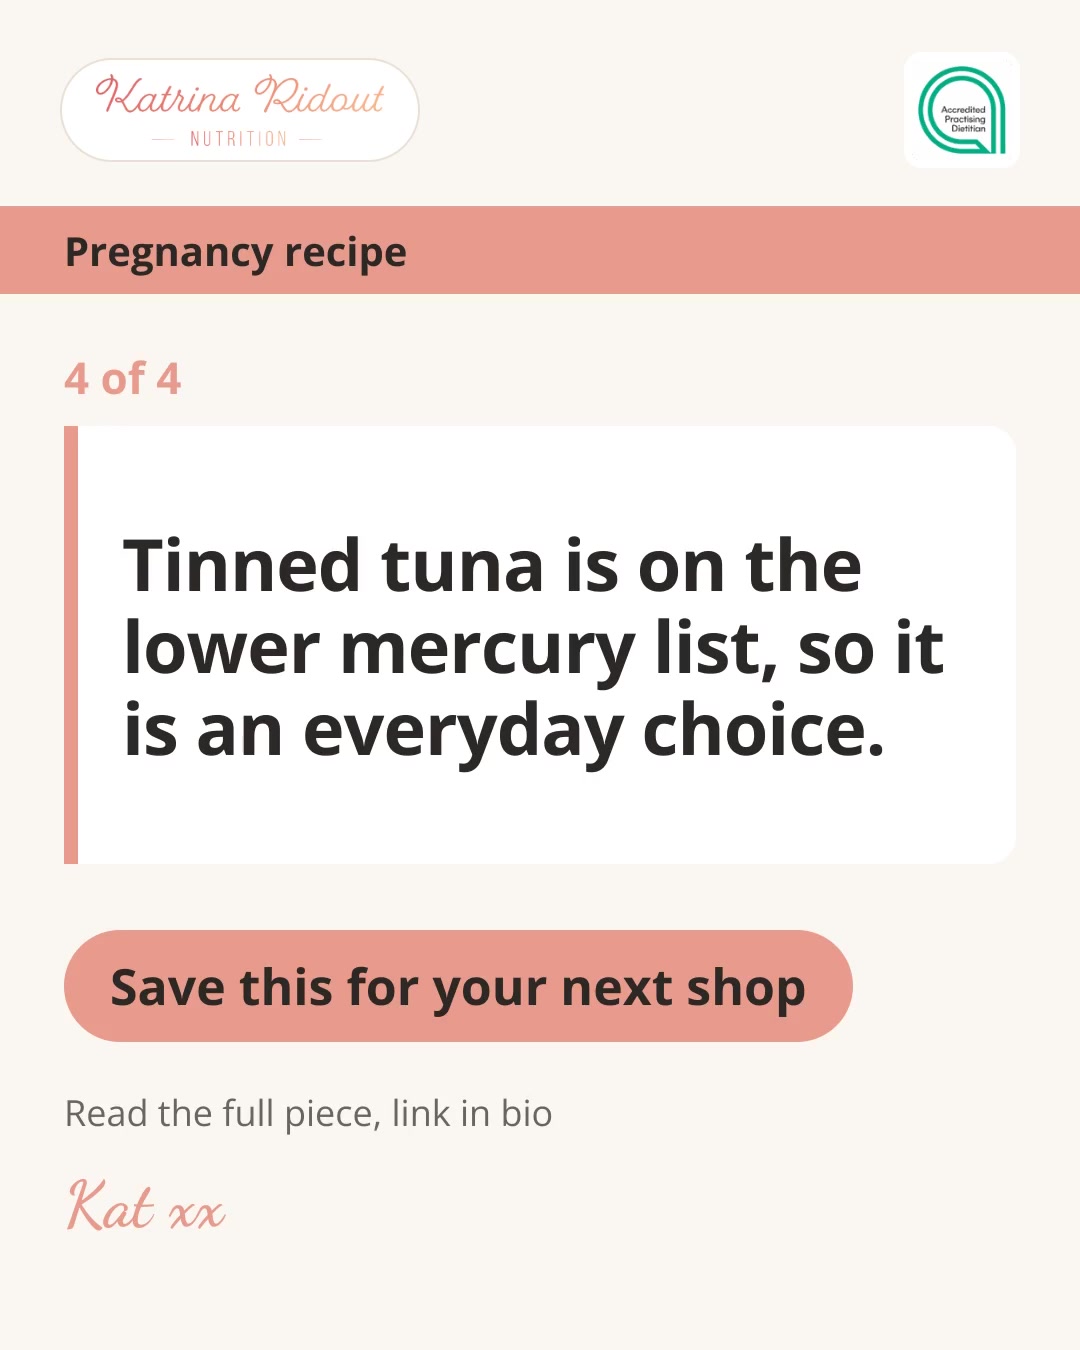 Katrina Ridout
NUTRITION
Accredited
Practising
Dietitian
Pregnancy recipe
4 of 4
Tinned tuna is on the
lower mercury list, so it
is an everyday choice.
Save this for your next shop
Read the full piece, link in bio
Kat xx